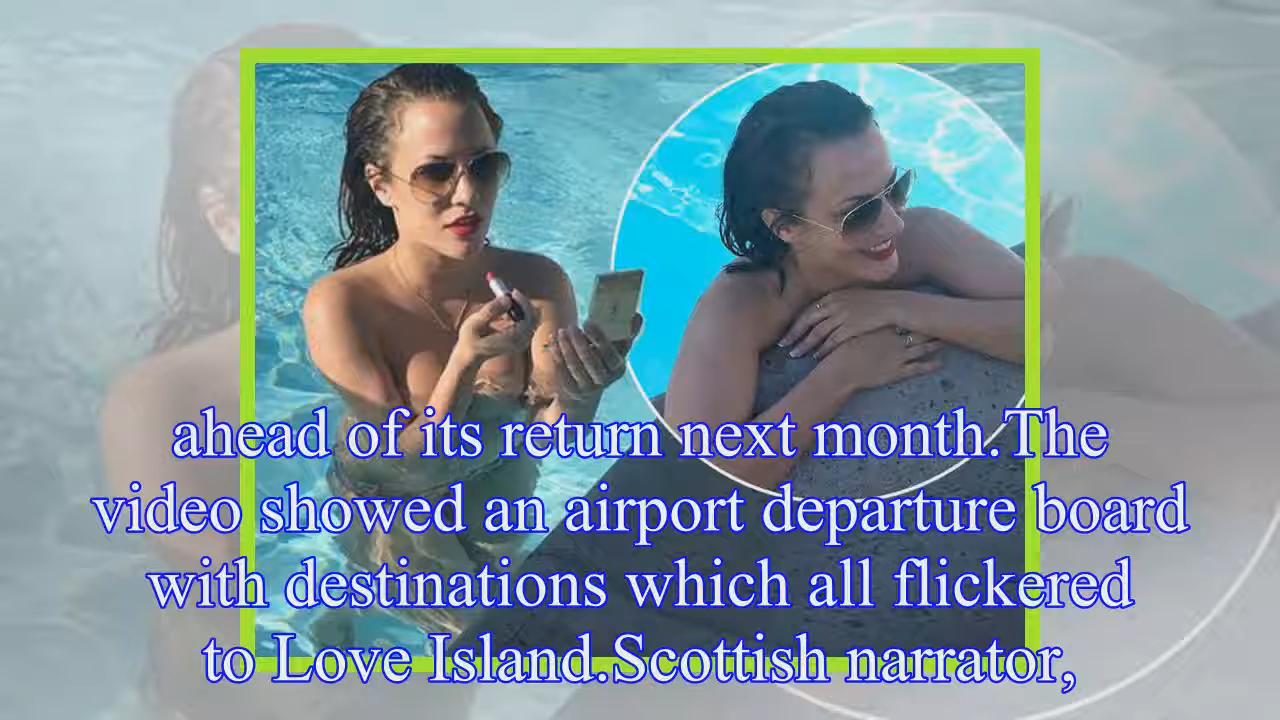 ahead of its return next month.The
video showed an airport departure board
with destinations which all flickered
to Love Island.Scottish narrator,